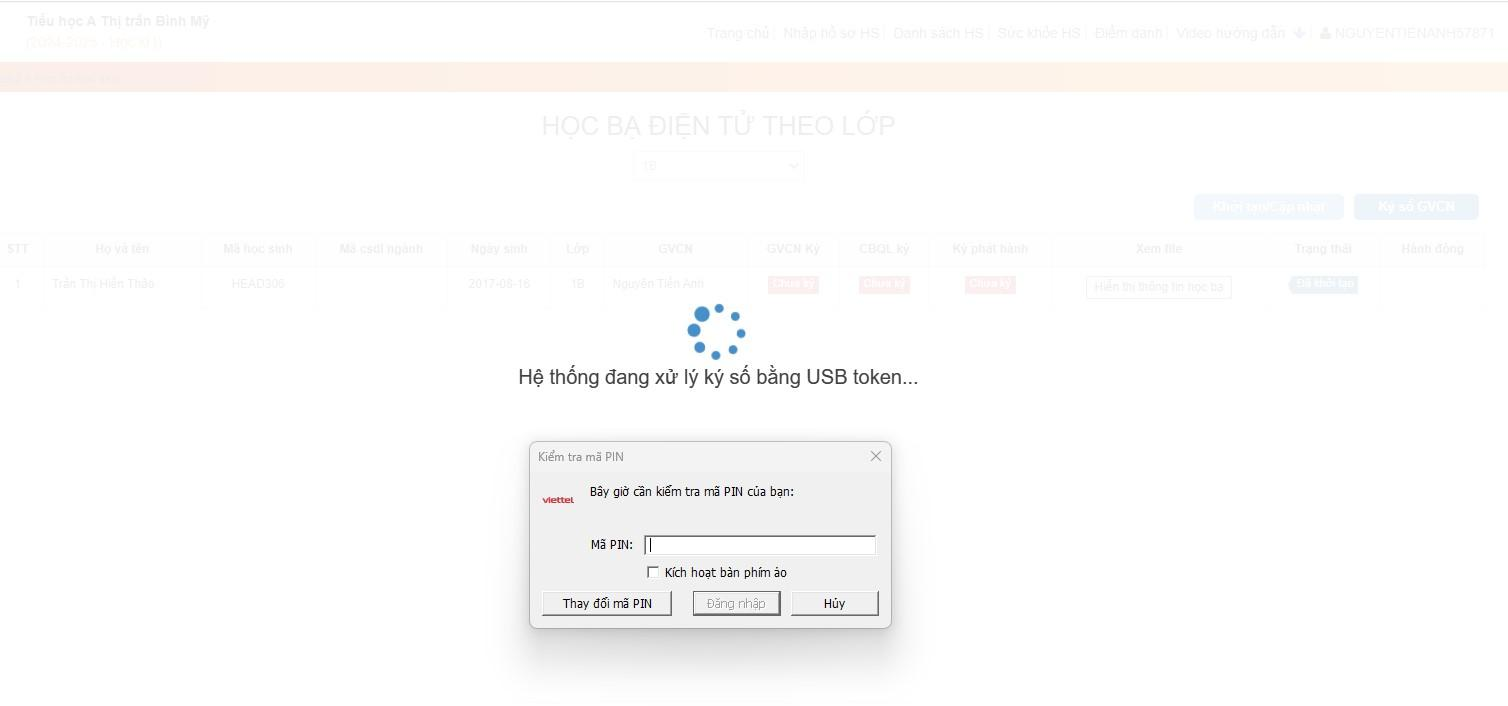 Tiểu học A Thị trấn Bình Mỹ
(2024-2025 - Học kì I)
Trang chủ | Nhập hồ sơ HS | Danh sách HS | Sức khỏe HS | Điểm danh | Video hướng dẫn | NGUYENTIENANH57871
HỌC BẠ ĐIỆN TỬ THEO LỚP
1B
Khởi tạo/Cập nhật Ký số GVCN
STT Họ và tên Mã học sinh Mã csdl ngành Ngày sinh Lớp GVCN GVCN Ký CBQL ký Ký phát hành Xem file Trạng thái Hành động
1 Trần Thị Hiền Thảo HEAD306 2017-08-16 1B Nguyễn Tiến Anh Chưa ký Chưa ký Chưa ký Hiển thị thông tin học bạ Đã khởi tạo
Hệ thống đang xử lý ký số bằng USB token...
Kiểm tra mã PIN
viettel
Bây giờ cần kiểm tra mã PIN của bạn:
Mã PIN:
Kích hoạt bàn phím ảo
Thay đổi mã PIN Đăng nhập Hủy